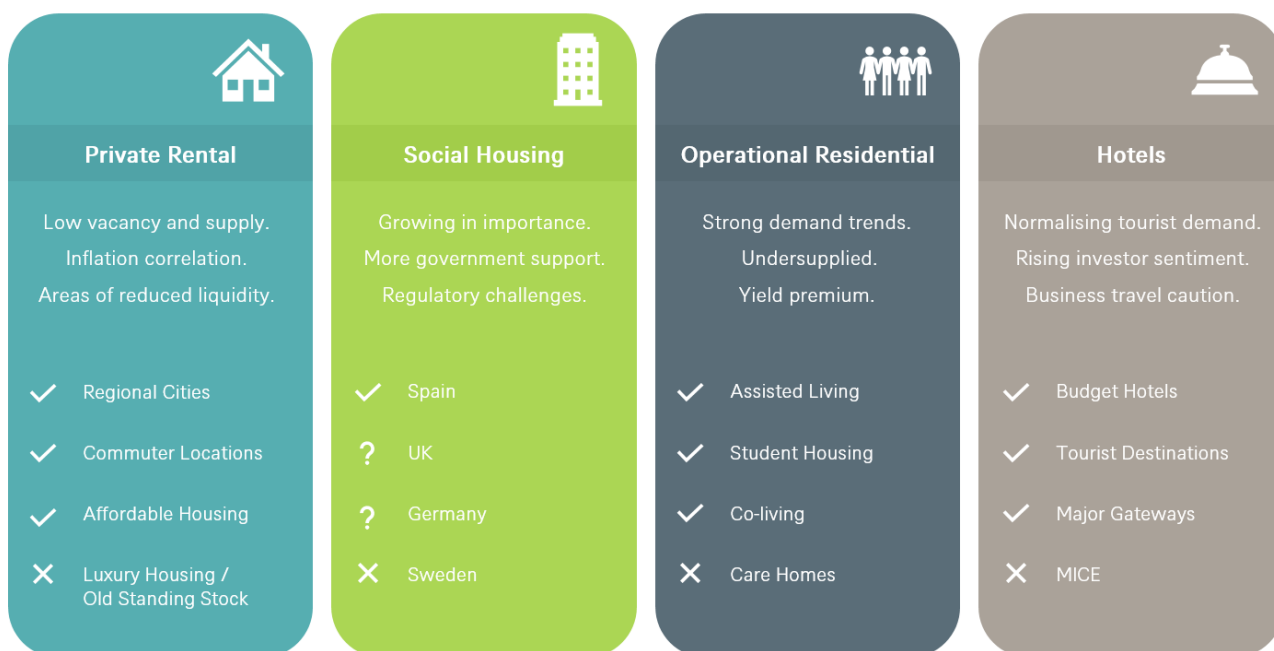 Private Rental
Low vacancy and supply.
Inflation correlation.
Areas of reduced liquidity.
✓ Regional Cities
✓ Commuter Locations
✓ Affordable Housing
✕ Luxury Housing /
Old Standing Stock
Social Housing
Growing in importance.
More government support.
Regulatory challenges.
✓ Spain
? UK
? Germany
✕ Sweden
Operational Residential
Strong demand trends.
Undersupplied.
Yield premium.
✓ Assisted Living
✓ Student Housing
✓ Co-living
✕ Care Homes
Hotels
Normalising tourist demand.
Rising investor sentiment.
Business travel caution.
✓ Budget Hotels
✓ Tourist Destinations
✓ Major Gateways
✕ MICE